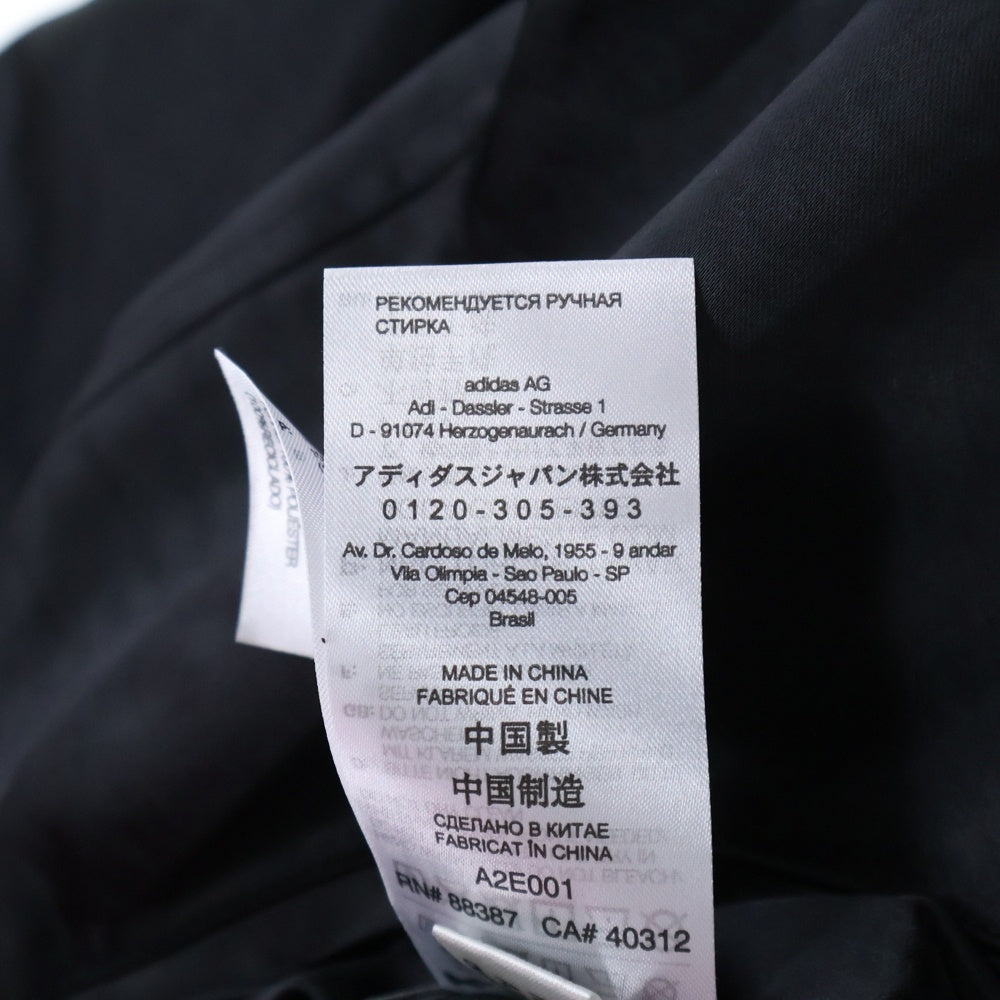 РЕКОМЕНДУЕТСЯ РУЧНАЯ
СТИРКА
adidas AG
Adi - Dassler - Strasse 1
D - 91074 Herzogenaurach / Germany
アディダスジャパン株式会社
0120-305-393
Av. Dr. Cardoso de Melo, 1955 - 9 andar
Vila Olimpia - Sao Paulo - SP
Cep 04548-005
Brasil
MADE IN CHINA
FABRIQUÉ EN CHINE
中国製
中国制造
СДЕЛАНО В КИТАЕ
FABRICAT ÎN CHINA
A2E001
RN# 88387 CA# 40312